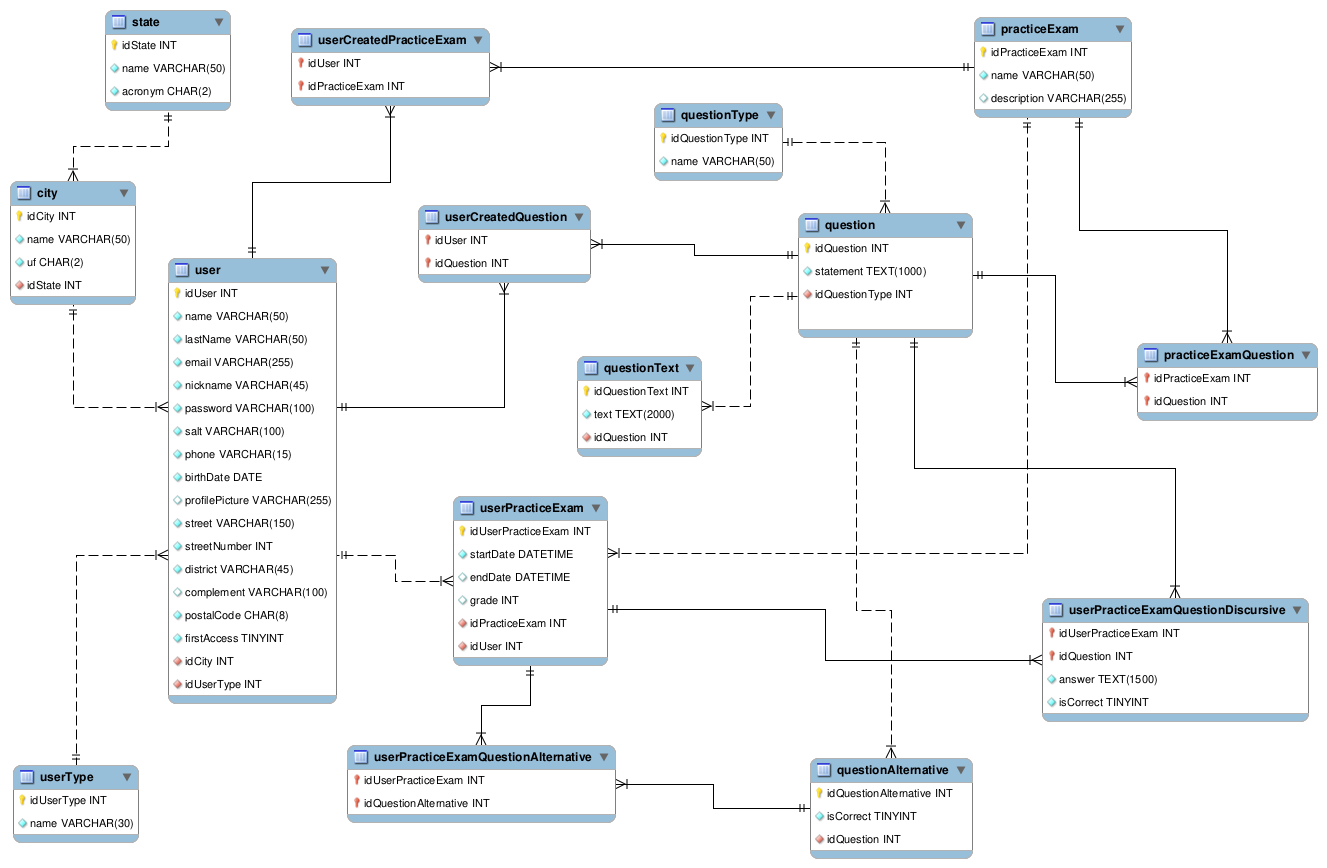 state
idState INT
name VARCHAR(50)
acronym CHAR(2)
userCreatedPracticeExam
idUser INT
idPracticeExam INT
practiceExam
idPracticeExam INT
name VARCHAR(50)
description VARCHAR(255)
questionType
idQuestionType INT
name VARCHAR(50)
city
idCity INT
name VARCHAR(50)
uf CHAR(2)
idState INT
userCreatedQuestion
idUser INT
idQuestion INT
question
idQuestion INT
statement TEXT(1000)
idQuestionType INT
user
idUser INT
name VARCHAR(50)
lastName VARCHAR(50)
email VARCHAR(255)
nickname VARCHAR(45)
password VARCHAR(100)
salt VARCHAR(100)
phone VARCHAR(15)
birthDate DATE
profilePicture VARCHAR(255)
street VARCHAR(150)
streetNumber INT
district VARCHAR(45)
complement VARCHAR(100)
postalCode CHAR(8)
firstAccess TINYINT
idCity INT
idUserType INT
questionText
idQuestionText INT
text TEXT(2000)
idQuestion INT
practiceExamQuestion
idPracticeExam INT
idQuestion INT
userPracticeExam
idUserPracticeExam INT
startDate DATETIME
endDate DATETIME
grade INT
idPracticeExam INT
idUser INT
userPracticeExamQuestionDiscursive
idUserPracticeExam INT
idQuestion INT
answer TEXT(1500)
isCorrect TINYINT
userPracticeExamQuestionAlternative
idUserPracticeExam INT
idQuestionAlternative INT
questionAlternative
idQuestionAlternative INT
isCorrect TINYINT
idQuestion INT
userType
idUserType INT
name VARCHAR(30)